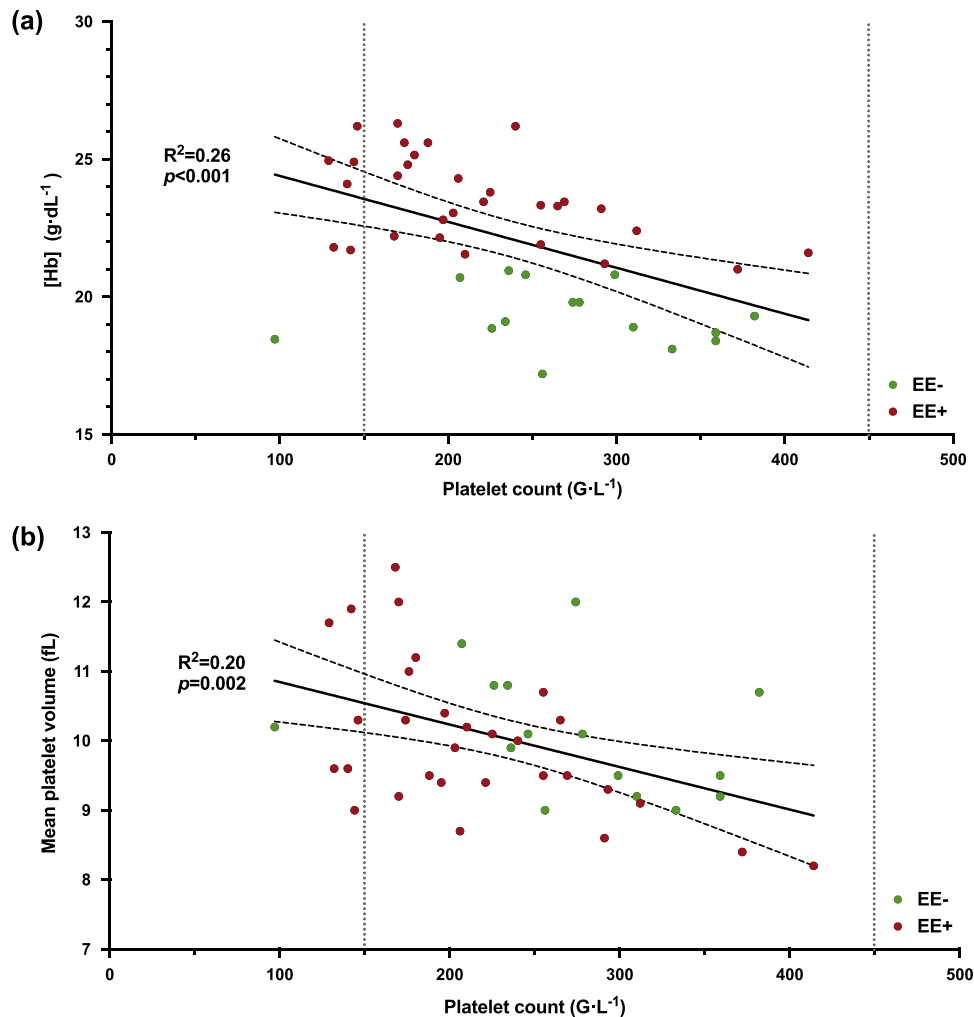 (a)
30
25
20
15
[Hb] (g·dL⁻¹)
R²=0.26
p<0.001
EE-
EE+
0 100 200 300 400 500
Platelet count (G·L⁻¹)
(b)
13
12
11
10
9
8
7
Mean platelet volume (fL)
R²=0.20
p=0.002
EE-
EE+
0 100 200 300 400 500
Platelet count (G·L⁻¹)